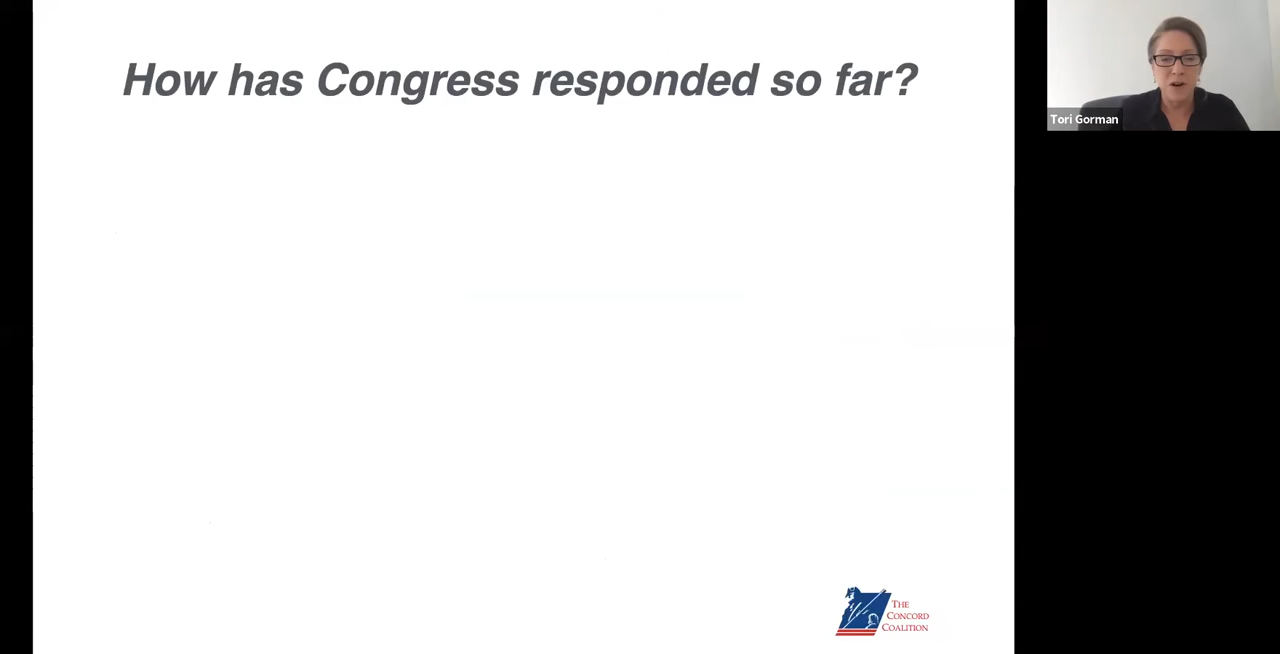 How has Congress responded so far?
Tori Gorman
THE
CONCORD
COALITION